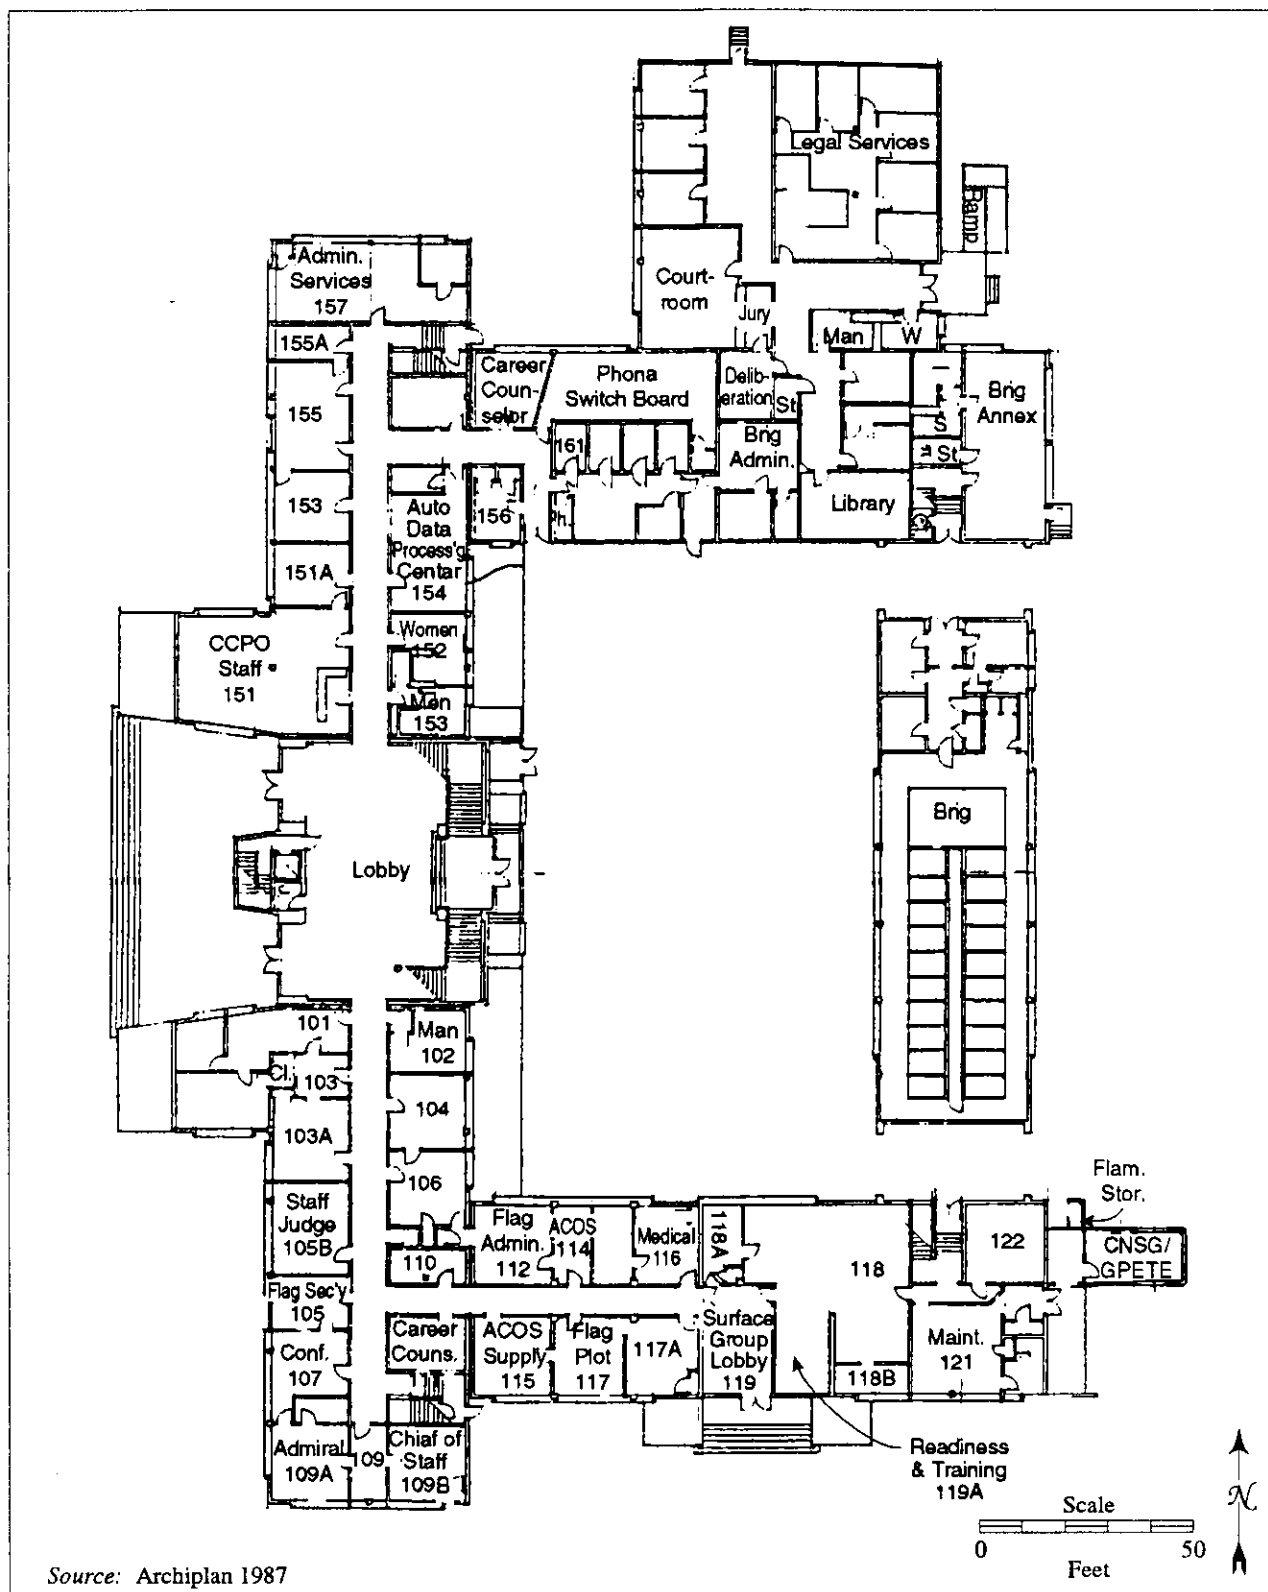 Legal Services
Ramp
Admin.
Services
157
Court-
room
Jury
Man
W
155A
Career
Coun-
selor
Phona
Switch Board
Delib-
eration
St
Brig
Annex
S
St
155
161
Brig
Admin.
Library
153
Auto
Data
Process'g
Centar
154
156
h.
151A
Women
152
CCPO
Staff
151
Men
153
Brig
Lobby
101
Man
102
Cl.
103
104
103A
106
Flam.
Stor.
Staff
Judge
105B
Flag
Admin.
112
ACOS
114
Medical
116
118A
118
122
CNSG/
GPETE
110
Flag Sec'y
105
Career
Couns.
11
ACOS
Supply
115
Flag
Plot
117
117A
Surface
Group
Lobby
119
Maint.
121
Conf.
107
118B
Admiral
109A
109
Chiaf of
Staff
109B
Readiness
& Training
119A
N
Scale
0 50
Feet
Source: Archiplan 1987